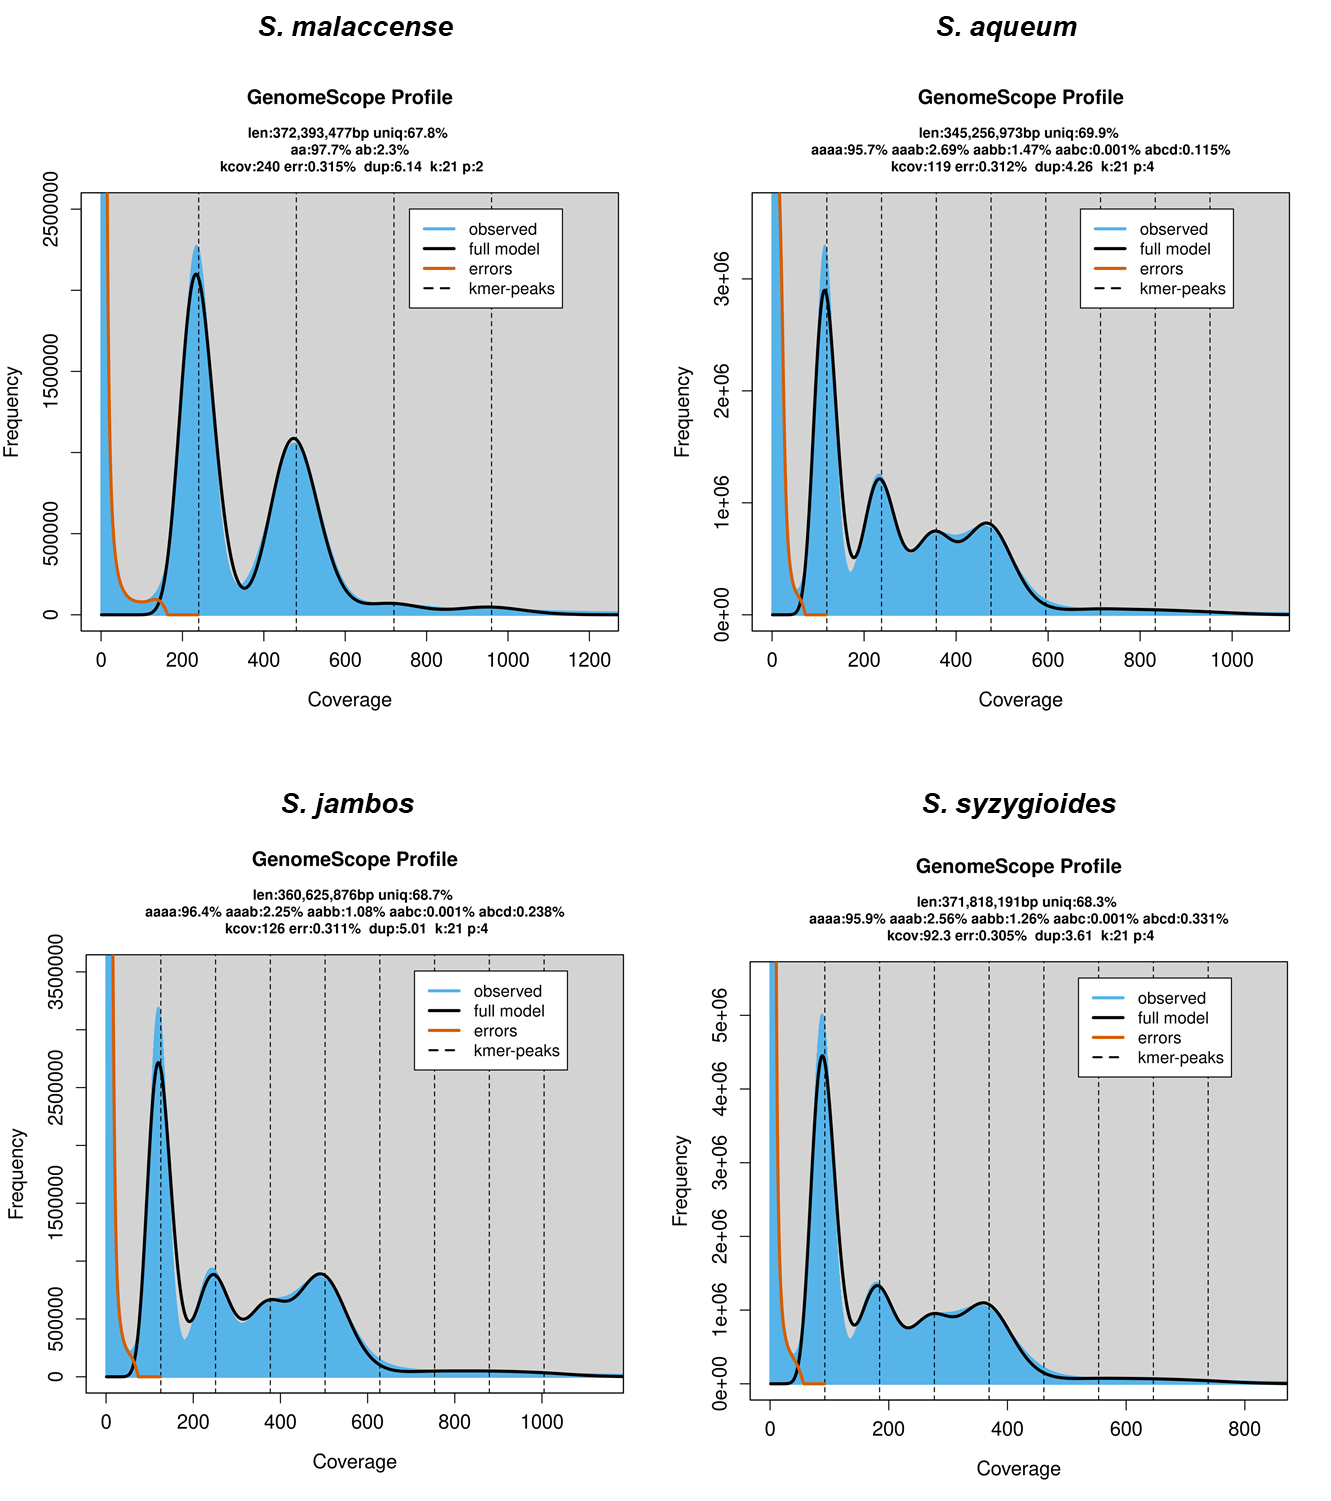 S. malaccense
GenomeScope Profile
len:372,393,477bp uniq:67.8%
aa:97.7% ab:2.3%
kcov:240 err:0.315% dup:6.14 k:21 p:2
observed
full model
errors
kmer-peaks
Frequency
2500000
1500000
500000
0
0 200 400 600 800 1000 1200
Coverage
S. aqueum
GenomeScope Profile
len:345,256,973bp uniq:69.9%
aaaa:95.7% aaab:2.69% aabb:1.47% aabc:0.001% abcd:0.115%
kcov:119 err:0.312% dup:4.26 k:21 p:4
observed
full model
errors
kmer-peaks
Frequency
3e+06
2e+06
1e+06
0e+00
0 200 400 600 800 1000
Coverage
S. jambos
GenomeScope Profile
len:360,625,876bp uniq:68.7%
aaaa:96.4% aaab:2.25% aabb:1.08% aabc:0.001% abcd:0.238%
kcov:126 err:0.311% dup:5.01 k:21 p:4
observed
full model
errors
kmer-peaks
Frequency
3500000
2500000
1500000
500000
0
0 200 400 600 800 1000
Coverage
S. syzygioides
GenomeScope Profile
len:371,818,191bp uniq:68.3%
aaaa:95.9% aaab:2.56% aabb:1.26% aabc:0.001% abcd:0.331%
kcov:92.3 err:0.305% dup:3.61 k:21 p:4
observed
full model
errors
kmer-peaks
Frequency
5e+06
4e+06
3e+06
2e+06
1e+06
0e+00
0 200 400 600 800
Coverage